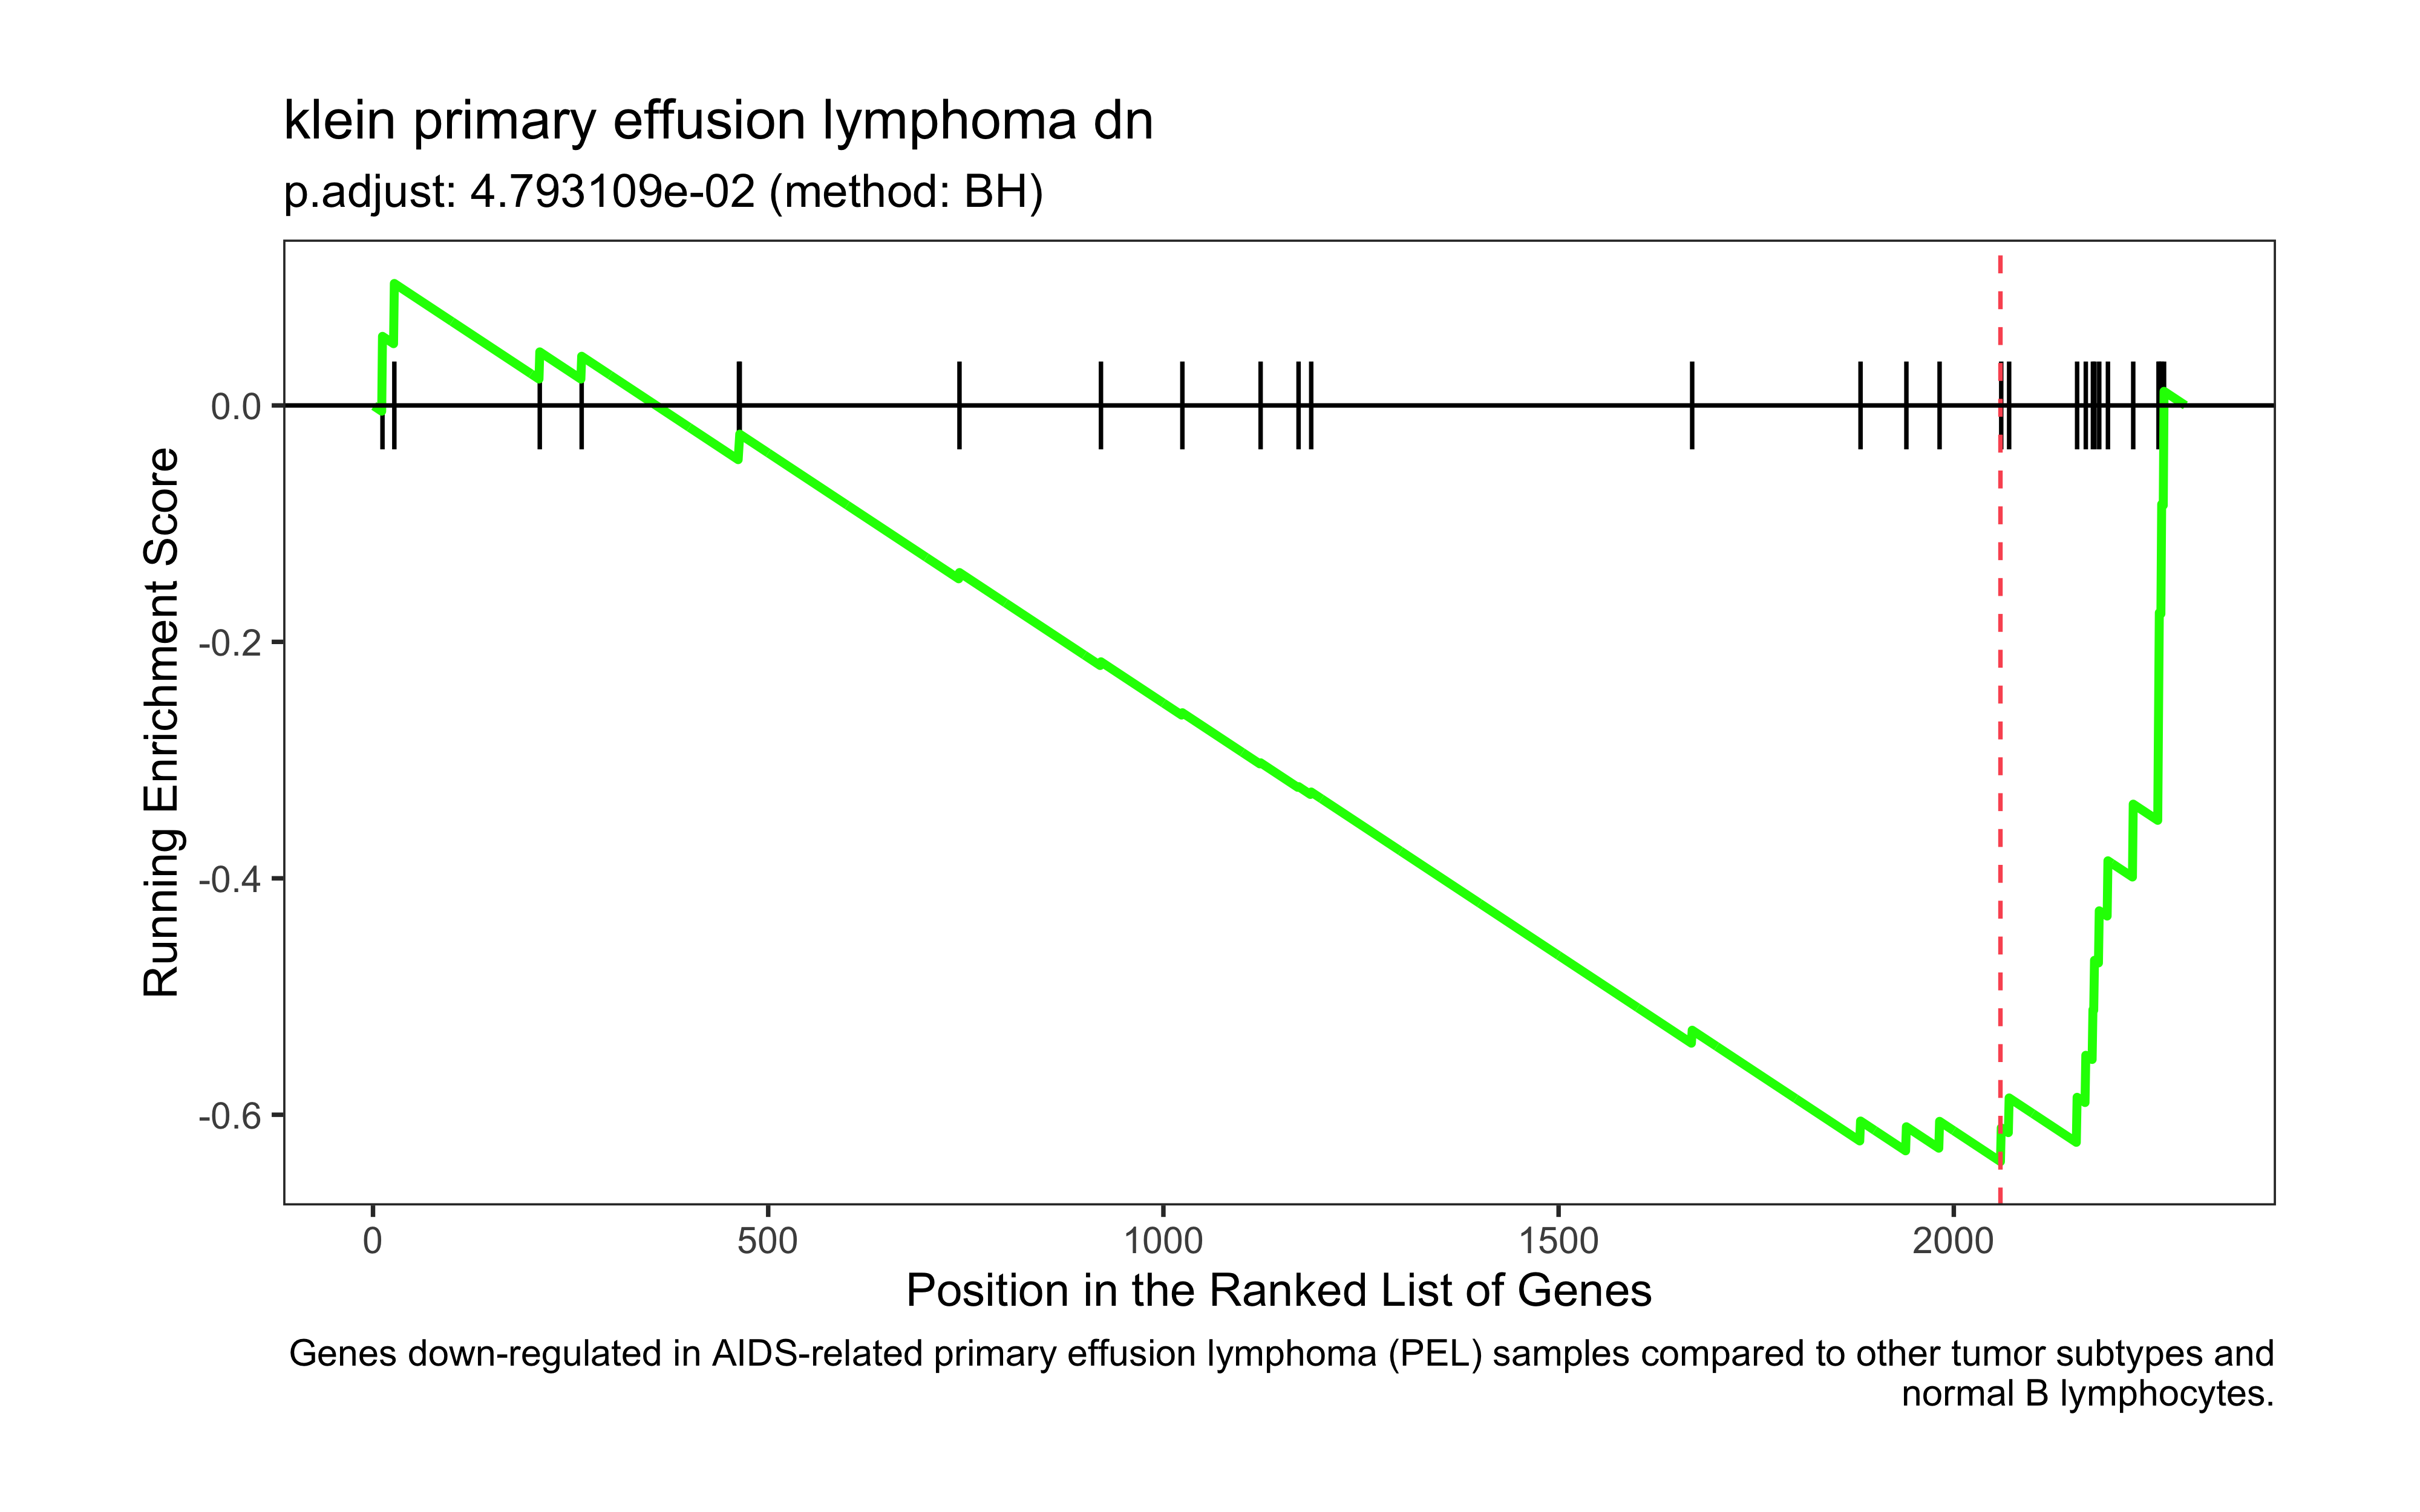 klein primary effusion lymphoma dn
p.adjust: 4.793109e-02 (method: BH)
Running Enrichment Score
0.0
-0.2
-0.4
-0.6
0 500 1000 1500 2000
Position in the Ranked List of Genes
Genes down-regulated in AIDS-related primary effusion lymphoma (PEL) samples compared to other tumor subtypes and
normal B lymphocytes.